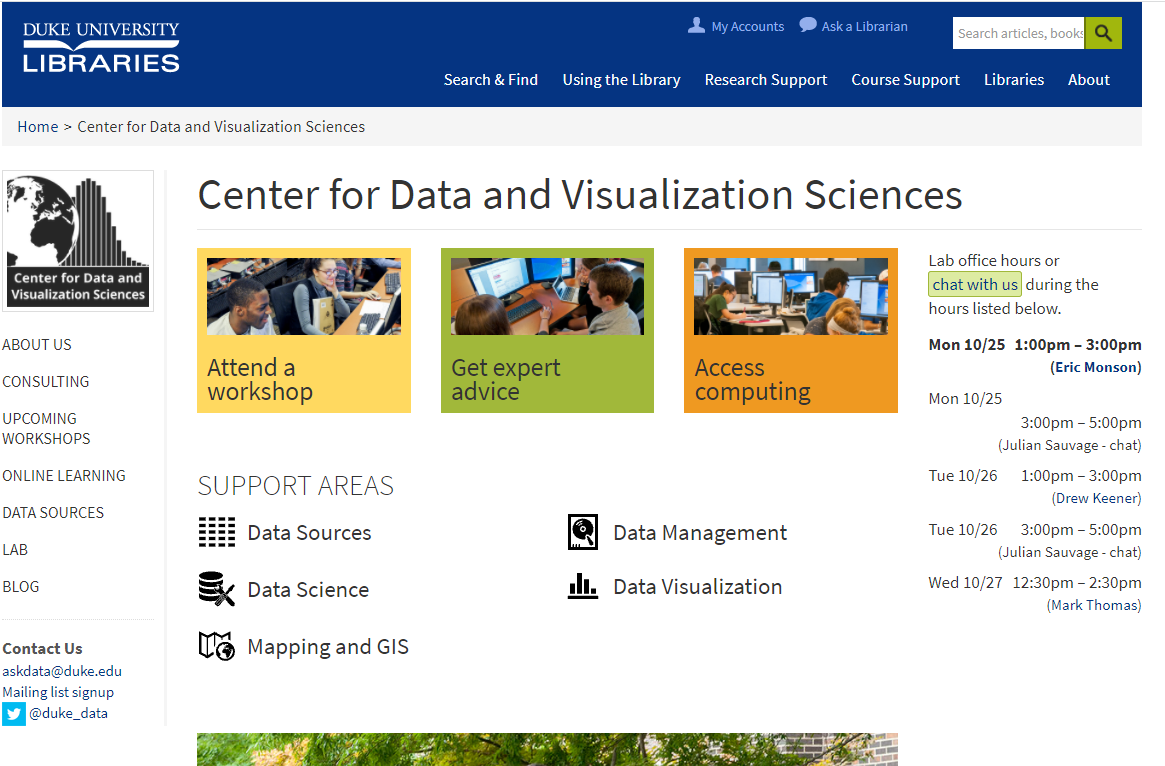 DUKE UNIVERSITY
LIBRARIES
My Accounts
Ask a Librarian
Search articles, books
Search & Find
Using the Library
Research Support
Course Support
Libraries
About
Home > Center for Data and Visualization Sciences
Center for Data and
Visualization Sciences
ABOUT US
CONSULTING
UPCOMING
WORKSHOPS
ONLINE LEARNING
DATA SOURCES
LAB
BLOG
Contact Us
askdata@duke.edu
Mailing list signup
@duke_data
Center for Data and Visualization Sciences
Attend a
workshop
Get expert
advice
Access
computing
SUPPORT AREAS
Data Sources
Data Management
Data Science
Data Visualization
Mapping and GIS
Lab office hours or
chat with us during the
hours listed below.
Mon 10/25 1:00pm – 3:00pm
(Eric Monson)
Mon 10/25
3:00pm – 5:00pm
(Julian Sauvage - chat)
Tue 10/26 1:00pm – 3:00pm
(Drew Keener)
Tue 10/26 3:00pm – 5:00pm
(Julian Sauvage - chat)
Wed 10/27 12:30pm – 2:30pm
(Mark Thomas)